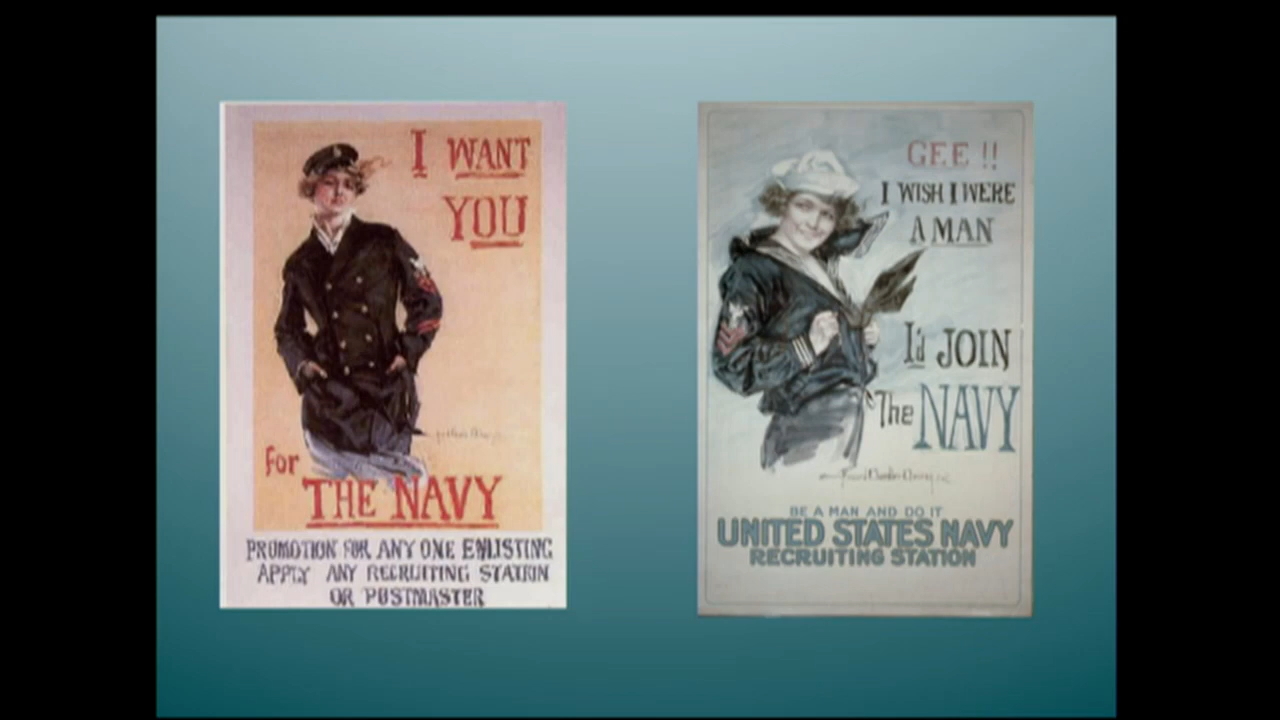 I WANT
YOU
for
THE NAVY
PROMOTION FOR ANY ONE ENLISTING
APPLY ANY RECRUITING STATION
OR POSTMASTER
GEE !!
I WISH I WERE
A MAN
I'd JOIN
The NAVY
BE A MAN AND DO IT
UNITED STATES NAVY
RECRUITING STATION